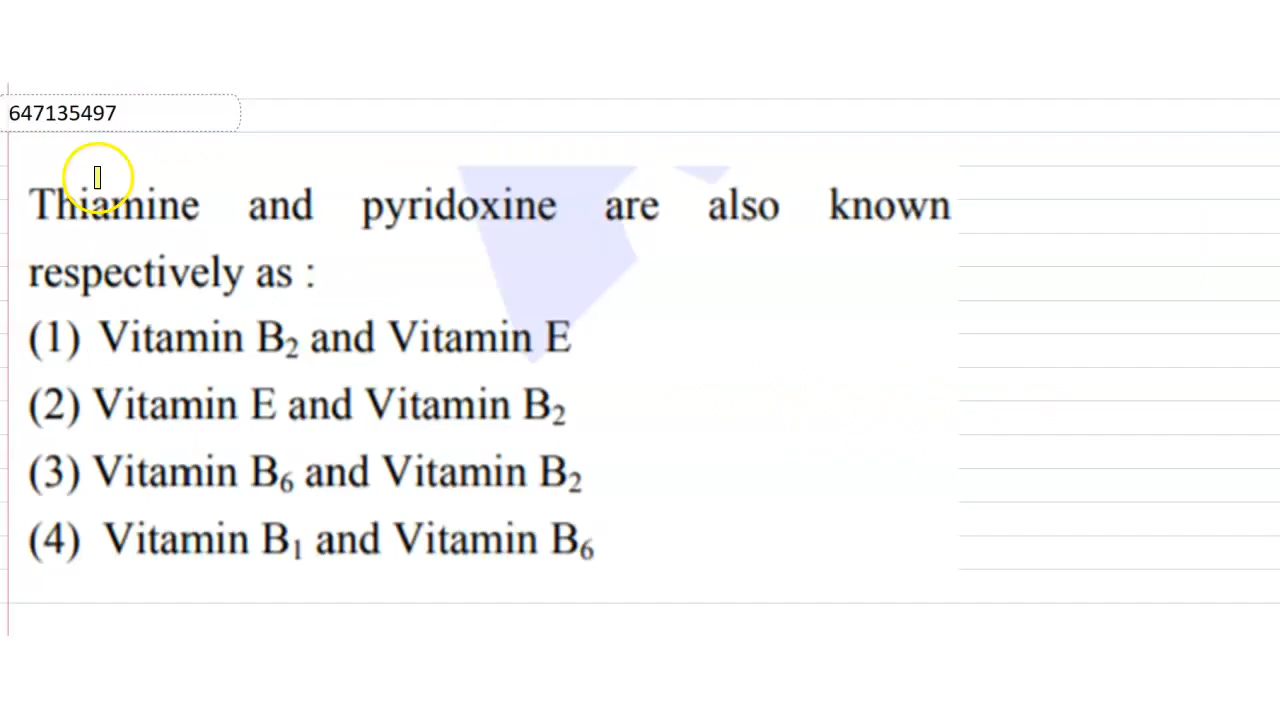 647135497
Thiamine and pyridoxine are also known
respectively as :
(1) Vitamin B₂ and Vitamin E
(2) Vitamin E and Vitamin B₂
(3) Vitamin B₆ and Vitamin B₂
(4) Vitamin B₁ and Vitamin B₆